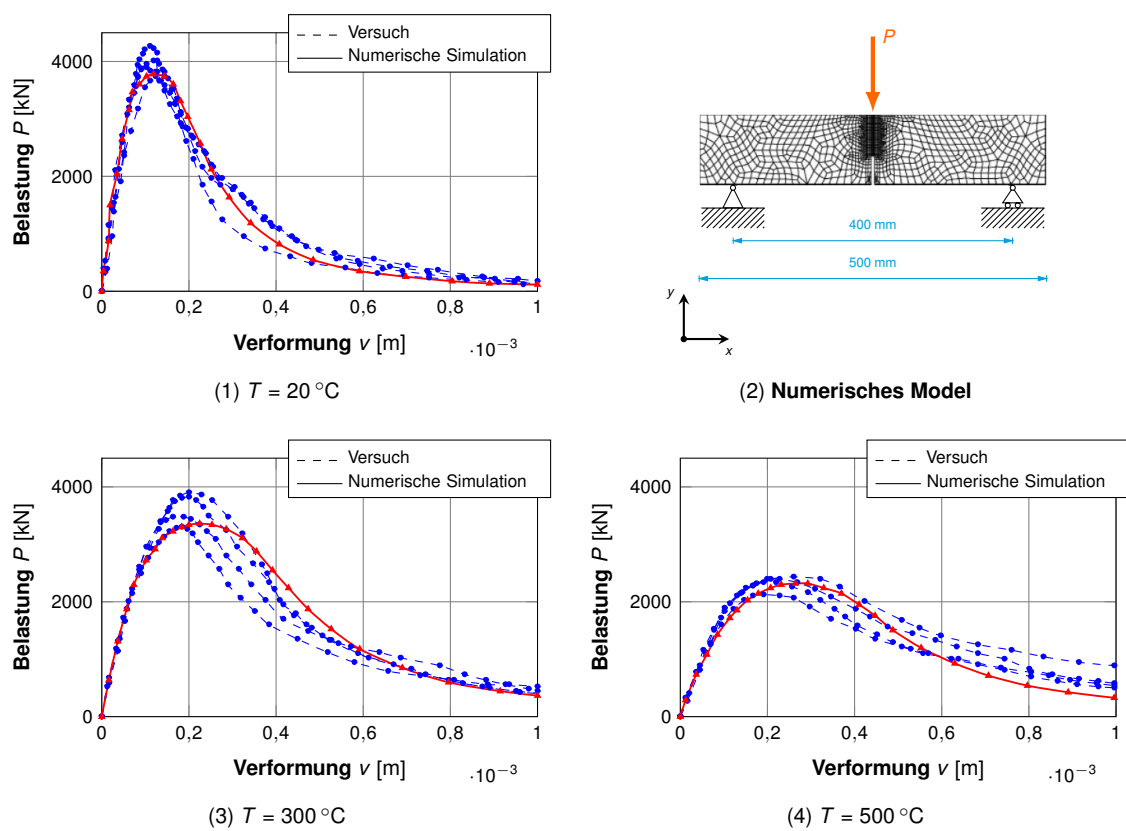 Versuch
Numerische Simulation
4000
2000
0
0
0,2
0,4
0,6
0,8
1
Belastung P [kN]
Verformung v [m]
·10−3
(1) T = 20 °C
P
400 mm
500 mm
y
x
(2) Numerisches Model
Versuch
Numerische Simulation
4000
2000
0
0
0,2
0,4
0,6
0,8
1
Belastung P [kN]
Verformung v [m]
·10−3
(3) T = 300 °C
Versuch
Numerische Simulation
4000
2000
0
0
0,2
0,4
0,6
0,8
1
Belastung P [kN]
Verformung v [m]
·10−3
(4) T = 500 °C